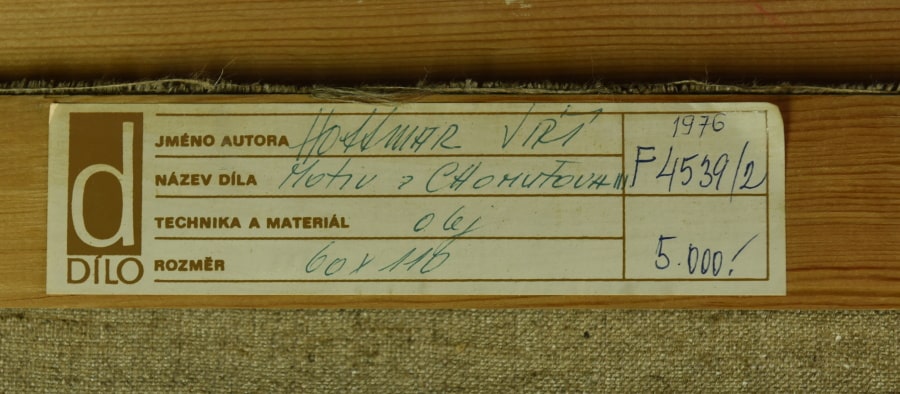 d
DÍLO
JMÉNO AUTORA HOFFMAR JIŘÍ
NÁZEV DÍLA MOTIV Z CHOMUTOVA III
TECHNIKA A MATERIÁL olej
ROZMĚR 60 x 110
1976
F 4539/2
5.000!